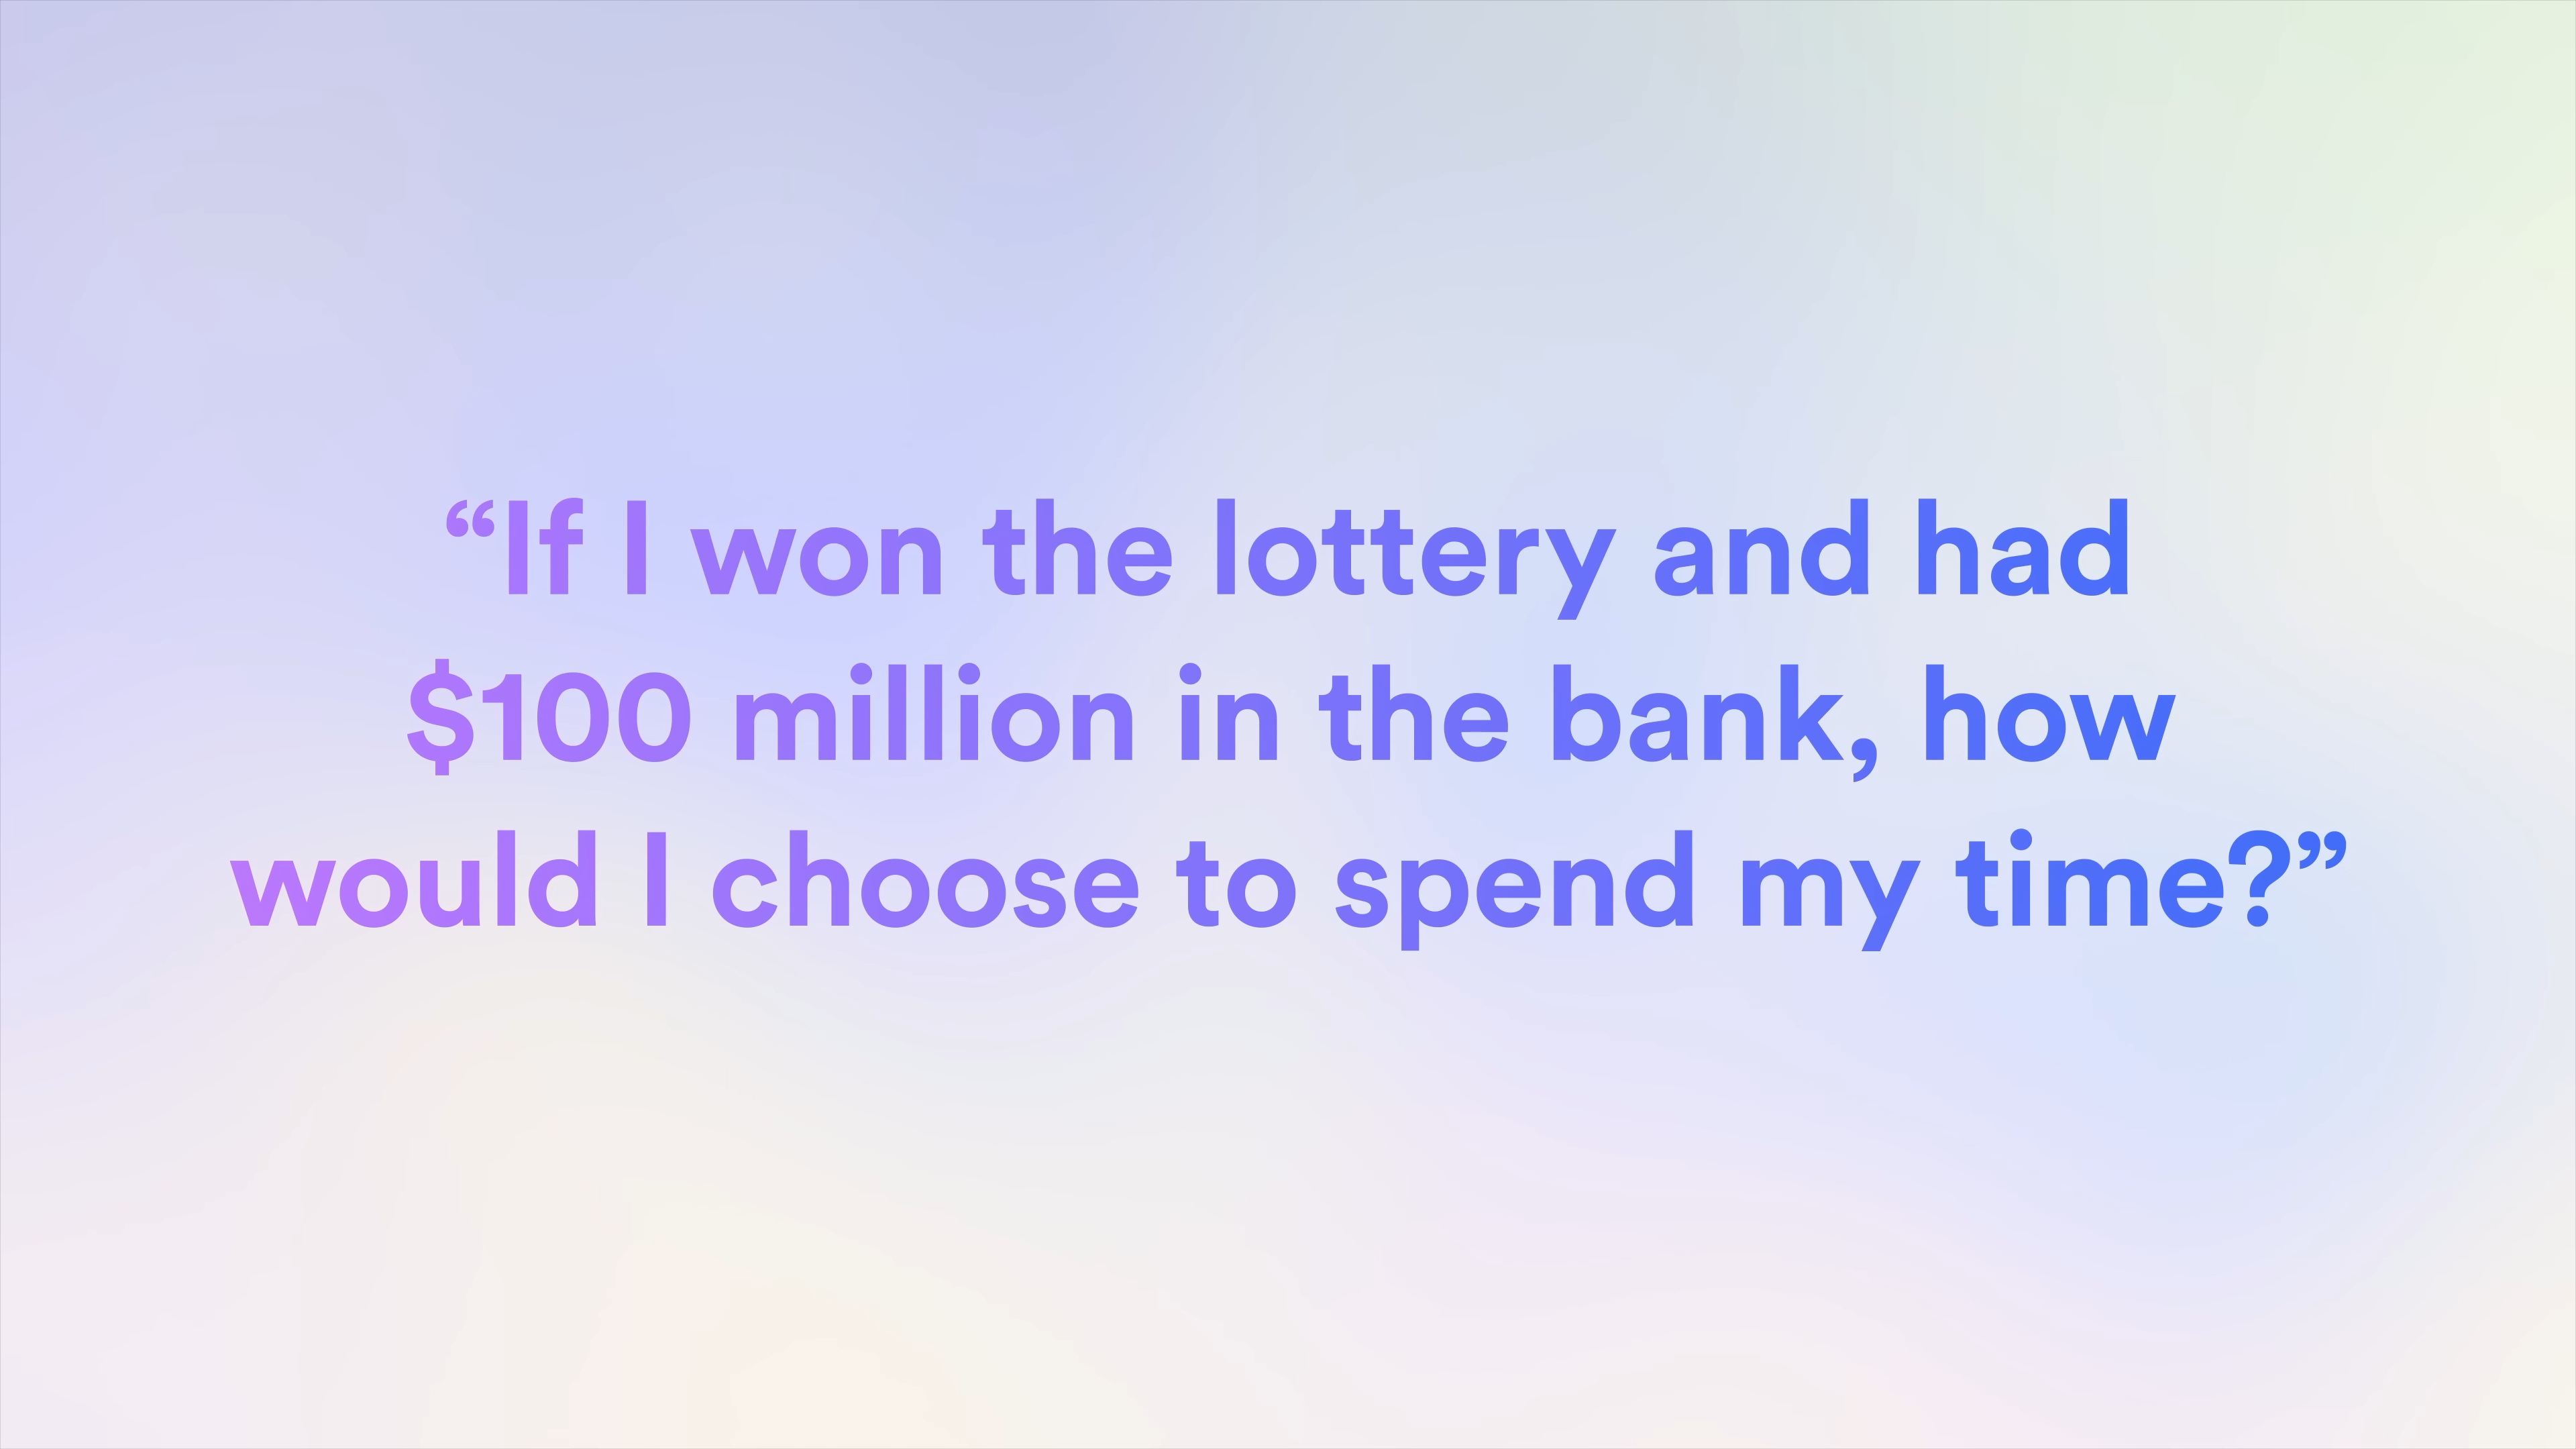 “If I won the lottery and had
$100 million in the bank, how
would I choose to spend my time?”